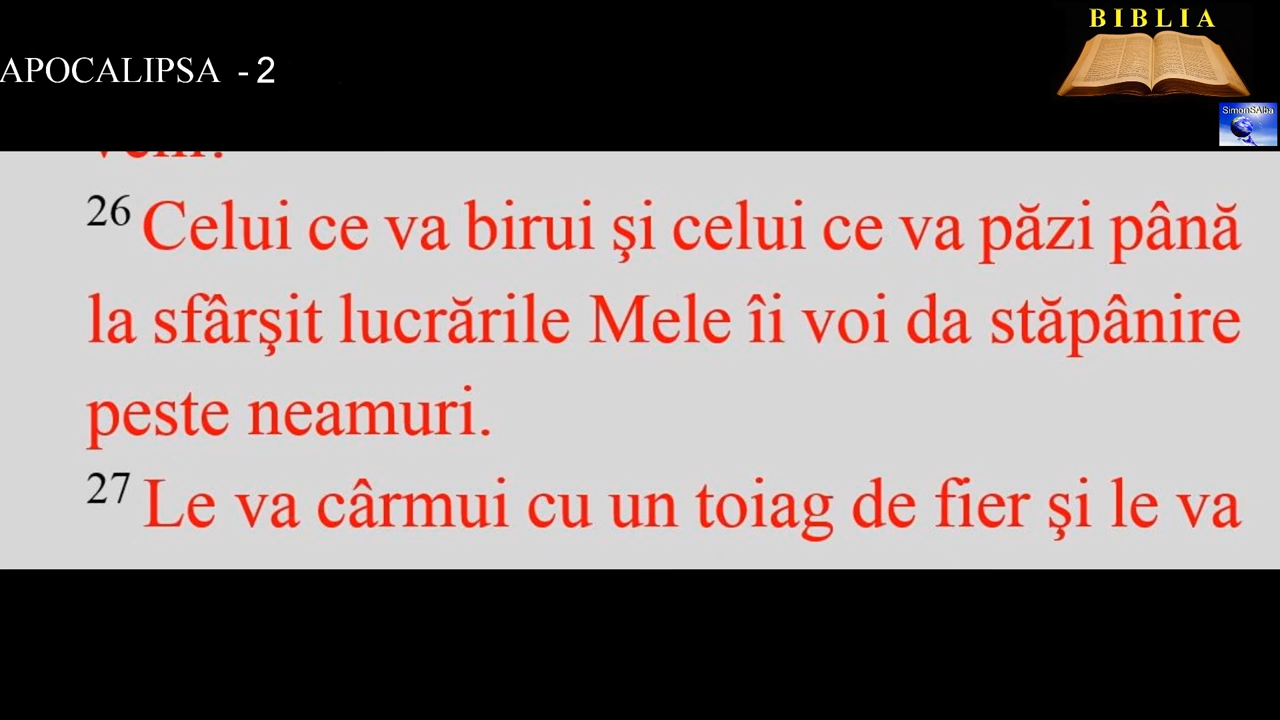 BIBLIA
APOCALIPSA - 2
SimonSAlba
26 Celui ce va birui şi celui ce va păzi până
la sfârşit lucrările Mele îi voi da stăpânire
peste neamuri.
27 Le va cârmui cu un toiag de fier şi le va